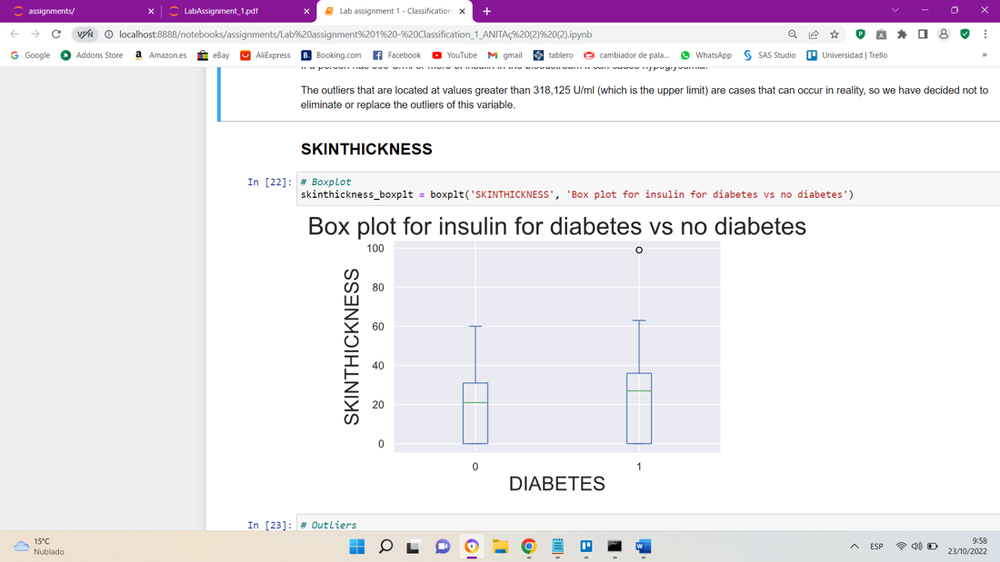 assignments/
LabAssignment_1.pdf
Lab assignment 1 - Classification
VPN
localhost:8888/notebooks/assignments/Lab%20assignment%201%20-%20Classification_1_ANITAç%20(2)%20(2).ipynb
Google
Addons Store
Amazon.es
eBay
AliExpress
Booking.com
Facebook
YouTube
gmail
tablero
cambiador de pala...
WhatsApp
SAS Studio
Universidad | Trello
»
The outliers that are located at values greater than 318,125 U/ml (which is the upper limit) are cases that can occur in reality, so we have decided not to
eliminate or replace the outliers of this variable.
SKINTHICKNESS
In [22]: # Boxplot
skinthickness_boxplt = boxplt('SKINTHICKNESS', 'Box plot for insulin for diabetes vs no diabetes')
Box plot for insulin for diabetes vs no diabetes
100
80
60
40
20
0
SKINTHICKNESS
0 1
DIABETES
In [23]: # Outliers
15°C
Nublado
ESP
9:58
23/10/2022